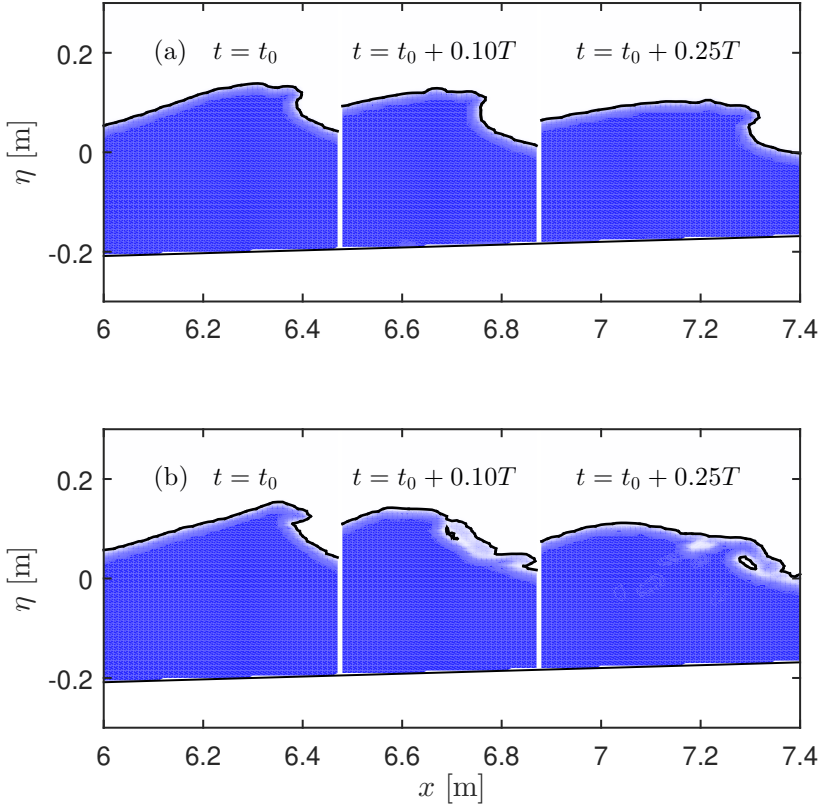 (a) t = t₀ t = t₀ + 0.10T t = t₀ + 0.25T
0.2
0
-0.2
η [m]
6 6.2 6.4 6.6 6.8 7 7.2 7.4
(b) t = t₀ t = t₀ + 0.10T t = t₀ + 0.25T
0.2
0
-0.2
η [m]
6 6.2 6.4 6.6 6.8 7 7.2 7.4
x [m]